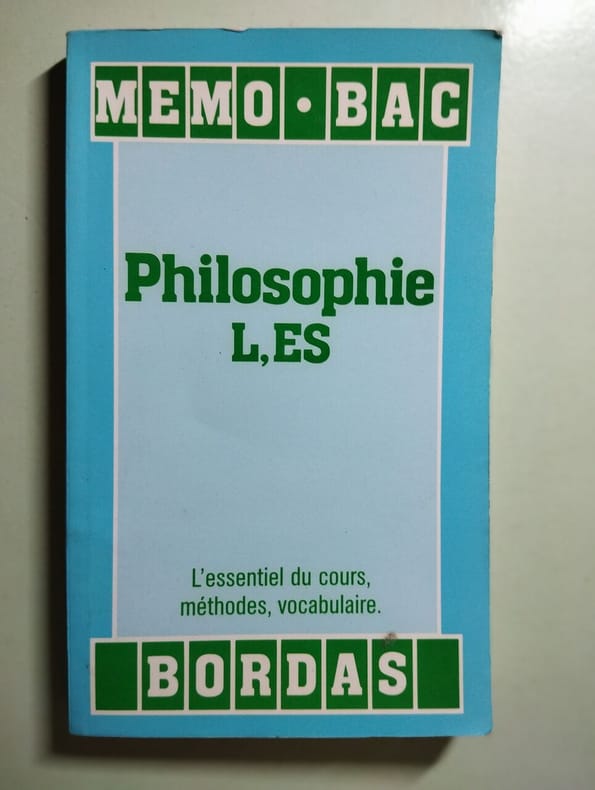 MEMO • BAC
Philosophie
L, ES
L'essentiel du cours,
méthodes, vocabulaire.
BORDAS